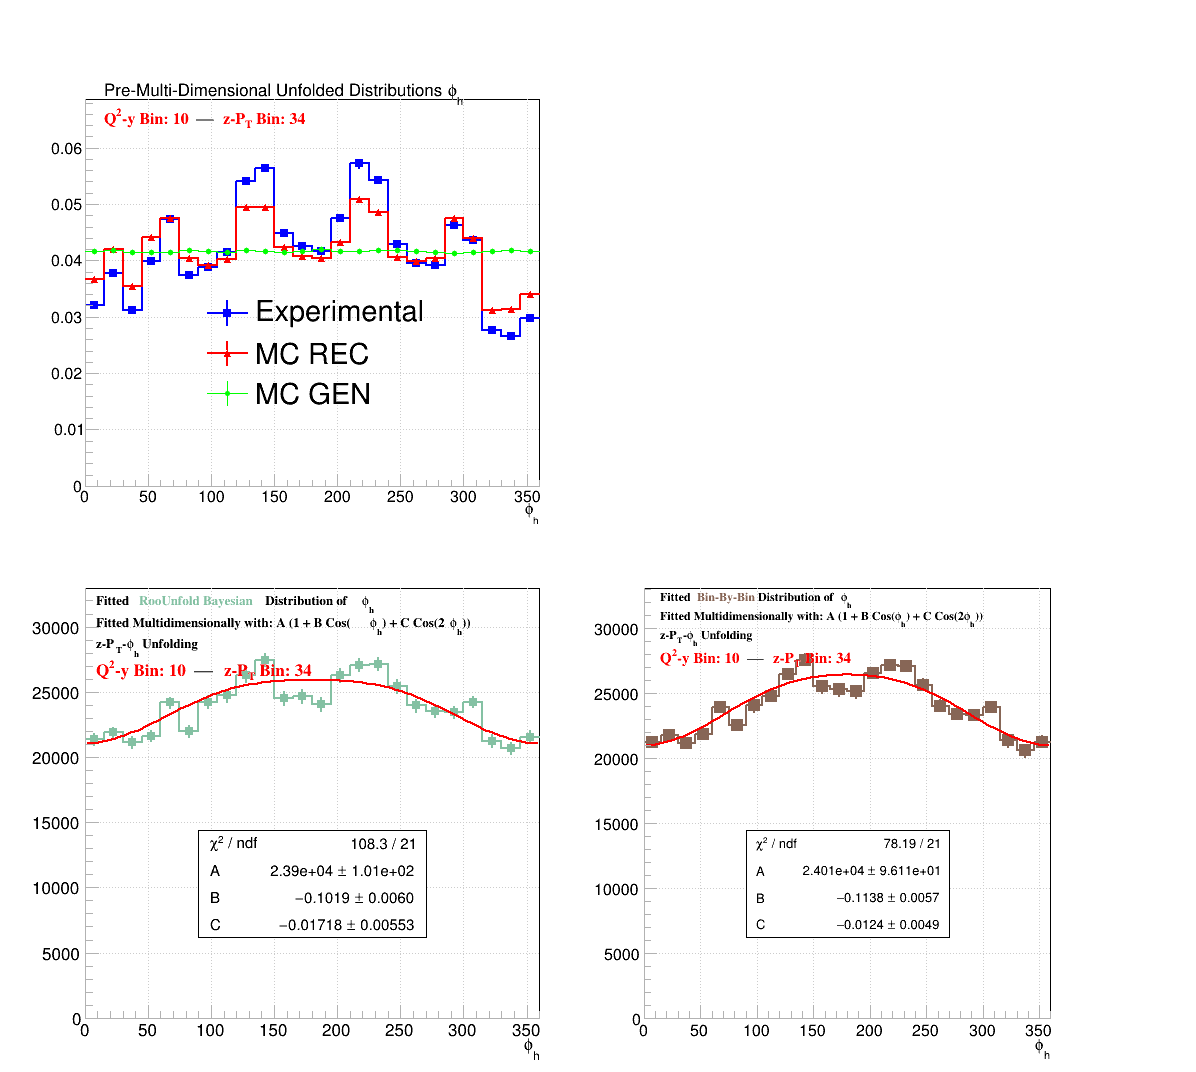 Pre-Multi-Dimensional Unfolded Distributions ϕh
Q2-y Bin: 10 — z-PT Bin: 34
0.06
0.05
0.04
0.03
0.02
0.01
0
Experimental
MC REC
MC GEN
0 50 100 150 200 250 300 350
ϕh
Fitted RooUnfold Bayesian Distribution of ϕh
Fitted Multidimensionally with: A (1 + B Cos( ϕh) + C Cos(2 ϕh))
z-PT-ϕh Unfolding
Q2-y Bin: 10 — z-PT Bin: 34
30000
25000
20000
15000
10000
5000
0
χ2 / ndf 108.3 / 21
A 2.39e+04 ± 1.01e+02
B −0.1019 ± 0.0060
C −0.01718 ± 0.00553
0 50 100 150 200 250 300 350
ϕh
Fitted Bin-By-Bin Distribution of ϕh
Fitted Multidimensionally with: A (1 + B Cos(ϕh) + C Cos(2ϕh))
z-PT-ϕh Unfolding
Q2-y Bin: 10 — z-PT Bin: 34
30000
25000
20000
15000
10000
5000
0
χ2 / ndf 78.19 / 21
A 2.401e+04 ± 9.611e+01
B −0.1138 ± 0.0057
C −0.0124 ± 0.0049
0 50 100 150 200 250 300 350
ϕh